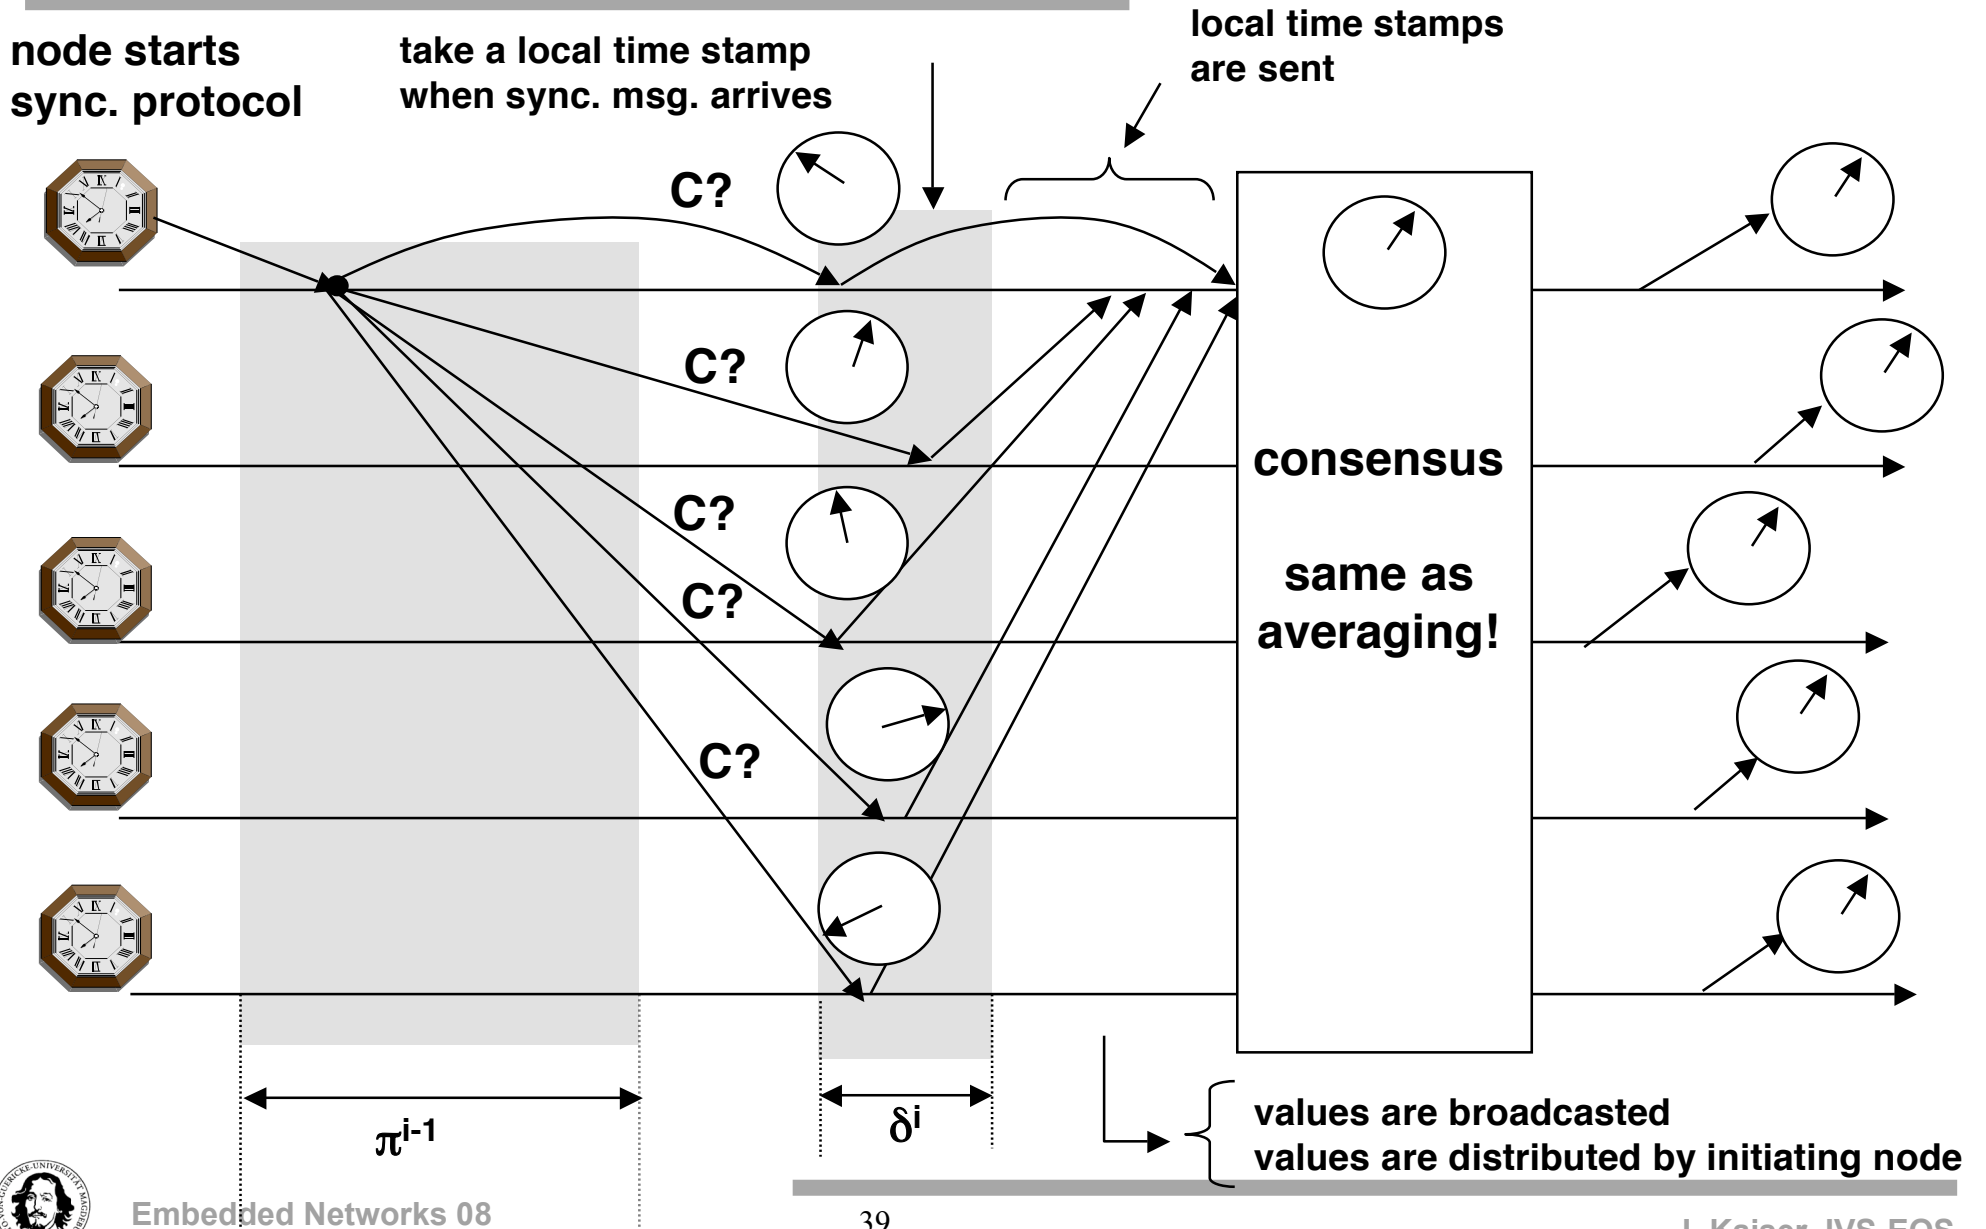 node starts
sync. protocol
take a local time stamp
when sync. msg. arrives
local time stamps
are sent
C?
C?
C?
C?
C?
consensus
same as
averaging!
πi-1
δi
values are broadcasted
values are distributed by initiating node
Embedded Networks 08
39
J. Kaiser, IVS-EOS